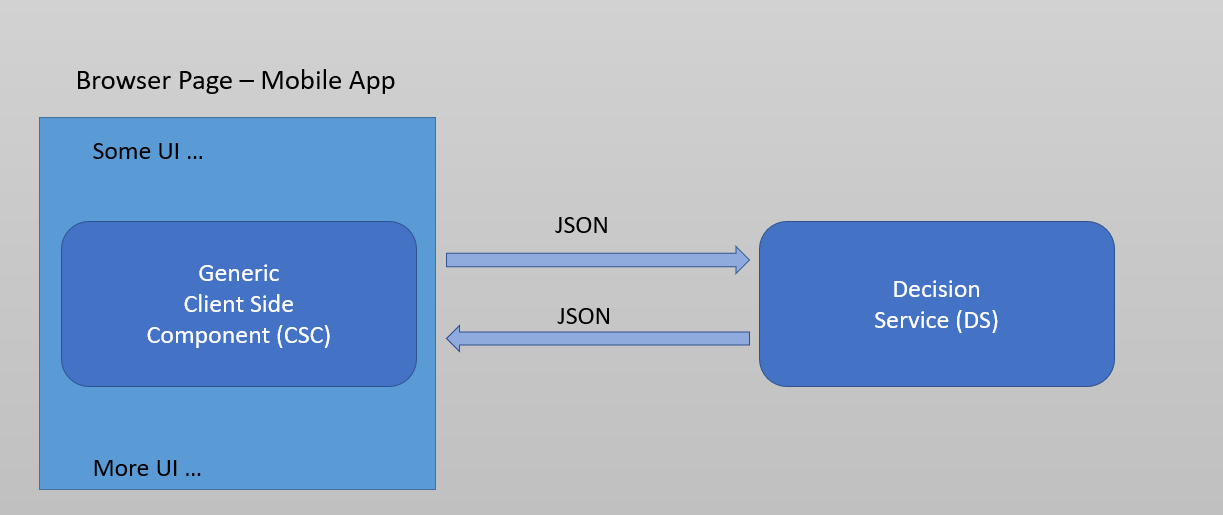 Browser Page – Mobile App
Some UI ...
Generic
Client Side
Component (CSC)
More UI ...
JSON
JSON
Decision
Service (DS)